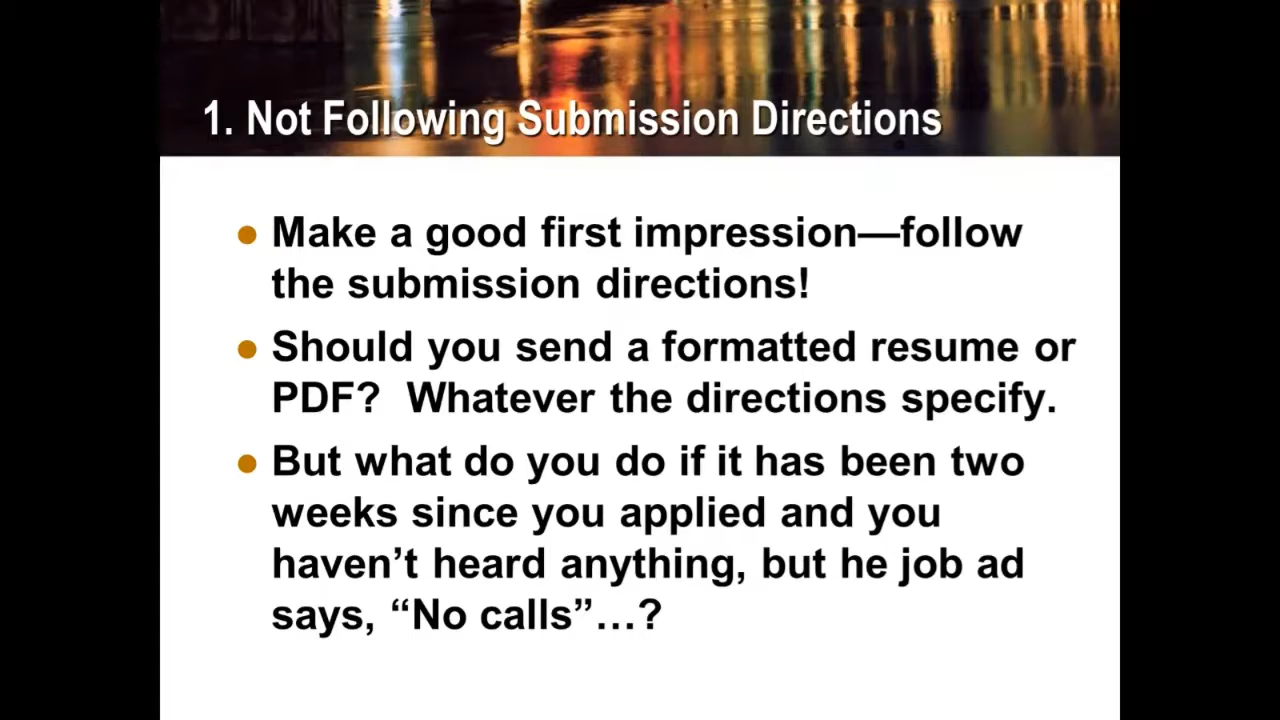 1. Not Following Submission Directions
● Make a good first impression—follow
the submission directions!
● Should you send a formatted resume or
PDF?  Whatever the directions specify.
● But what do you do if it has been two
weeks since you applied and you
haven’t heard anything, but he job ad
says, “No calls”…?